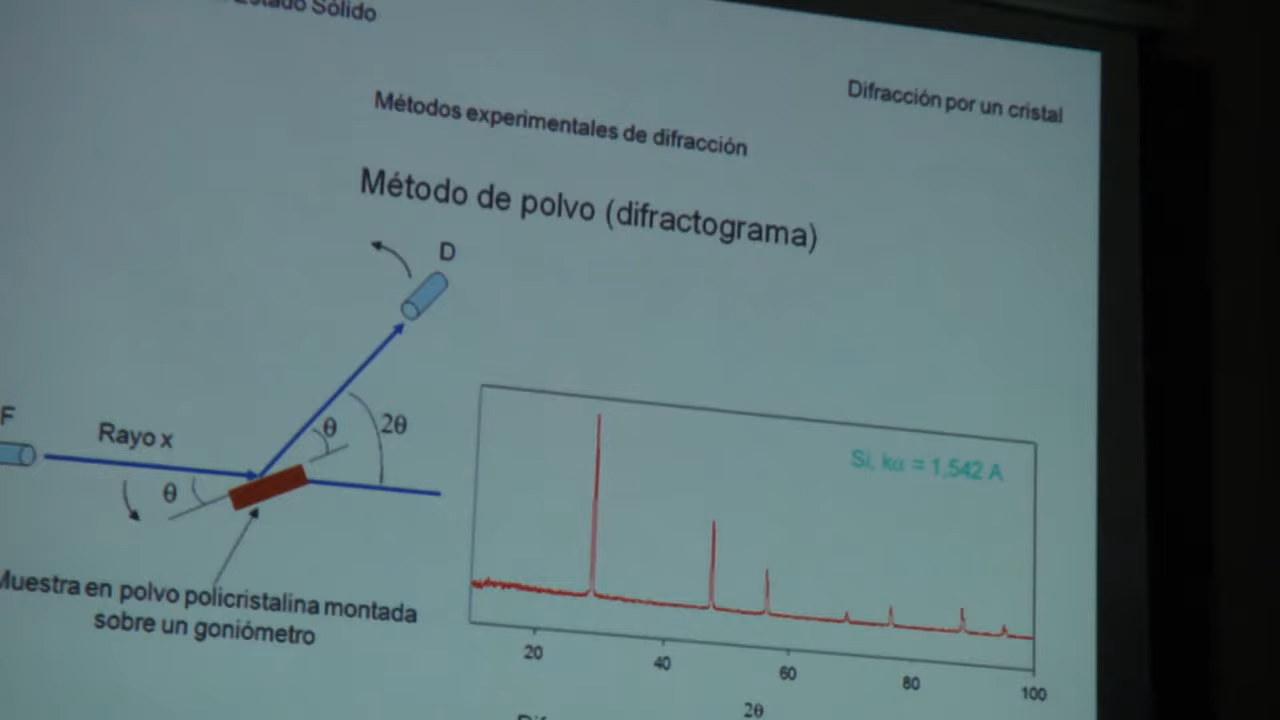 Estado Sólido
Difracción por un cristal
Métodos experimentales de difracción
Método de polvo (difractograma)
D
F
Rayo x
θ
2θ
θ
Si, kα = 1,542 A
Muestra en polvo policristalina montada
sobre un goniómetro
20
40
60
80
100
2θ